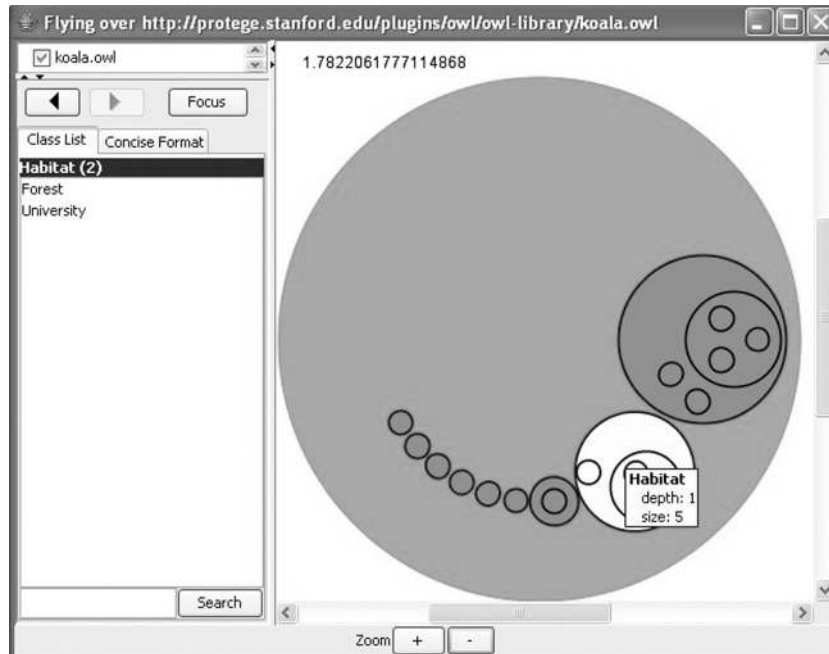 Flying over http://protege.stanford.edu/plugins/owl/owl-library/koala.owl
koala.owl
1.7822061777114868
Focus
Class List
Concise Format
Habitat (2)
Forest
University
Habitat
depth: 1
size: 5
Search
Zoom + -